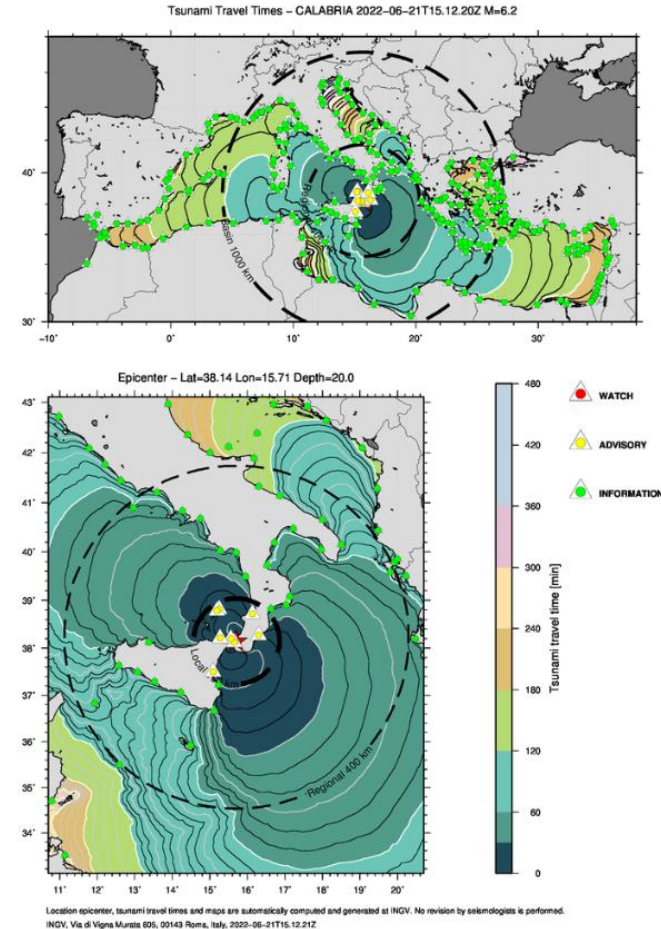 Tsunami Travel Times – CALABRIA 2022–06–21T15.12.20Z M=6.2
40˚
30˚
−10˚ 0˚ 10˚ 20˚ 30˚
Regional
Basin 1000 km
Epicenter – Lat=38.14 Lon=15.71 Depth=20.0
43˚
42˚
41˚
40˚
39˚
38˚
37˚
36˚
35˚
34˚
11˚ 12˚ 13˚ 14˚ 15˚ 16˚ 17˚ 18˚ 19˚ 20˚
Local
km
Regional 400 km
480
420
360
300
240
180
120
60
0
Tsunami travel time [min]
WATCH
ADVISORY
INFORMATION
Location epicenter, tsunami travel times and maps are automatically computed and generated at INGV. No revision by seismologists is performed.
INGV, Via di Vigna Murata 605, 00143 Roma, Italy, 2022–06–21T15.12.21Z